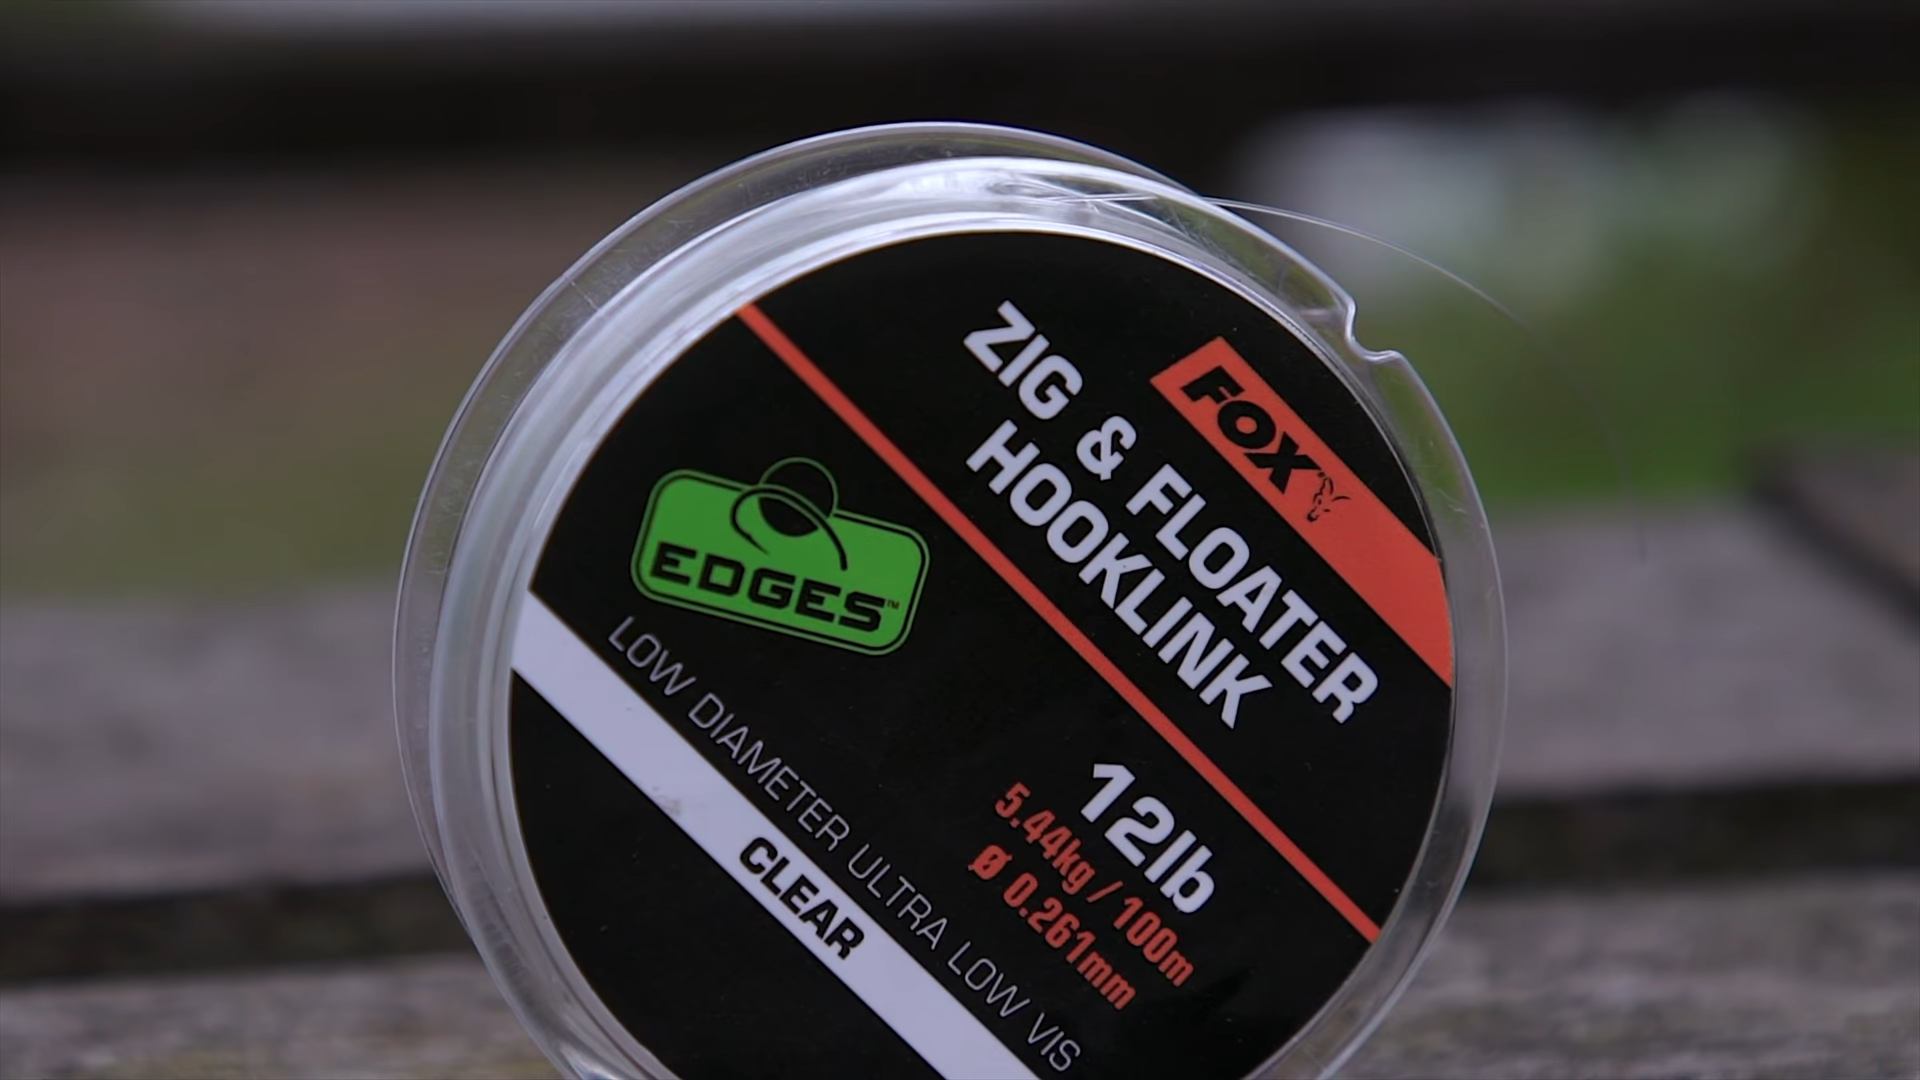 FOX
ZIG & FLOATER
HOOKLINK
EDGES™
12lb
5.44kg / 100m
Ø 0.261mm
LOW DIAMETER ULTRA LOW VIS
CLEAR